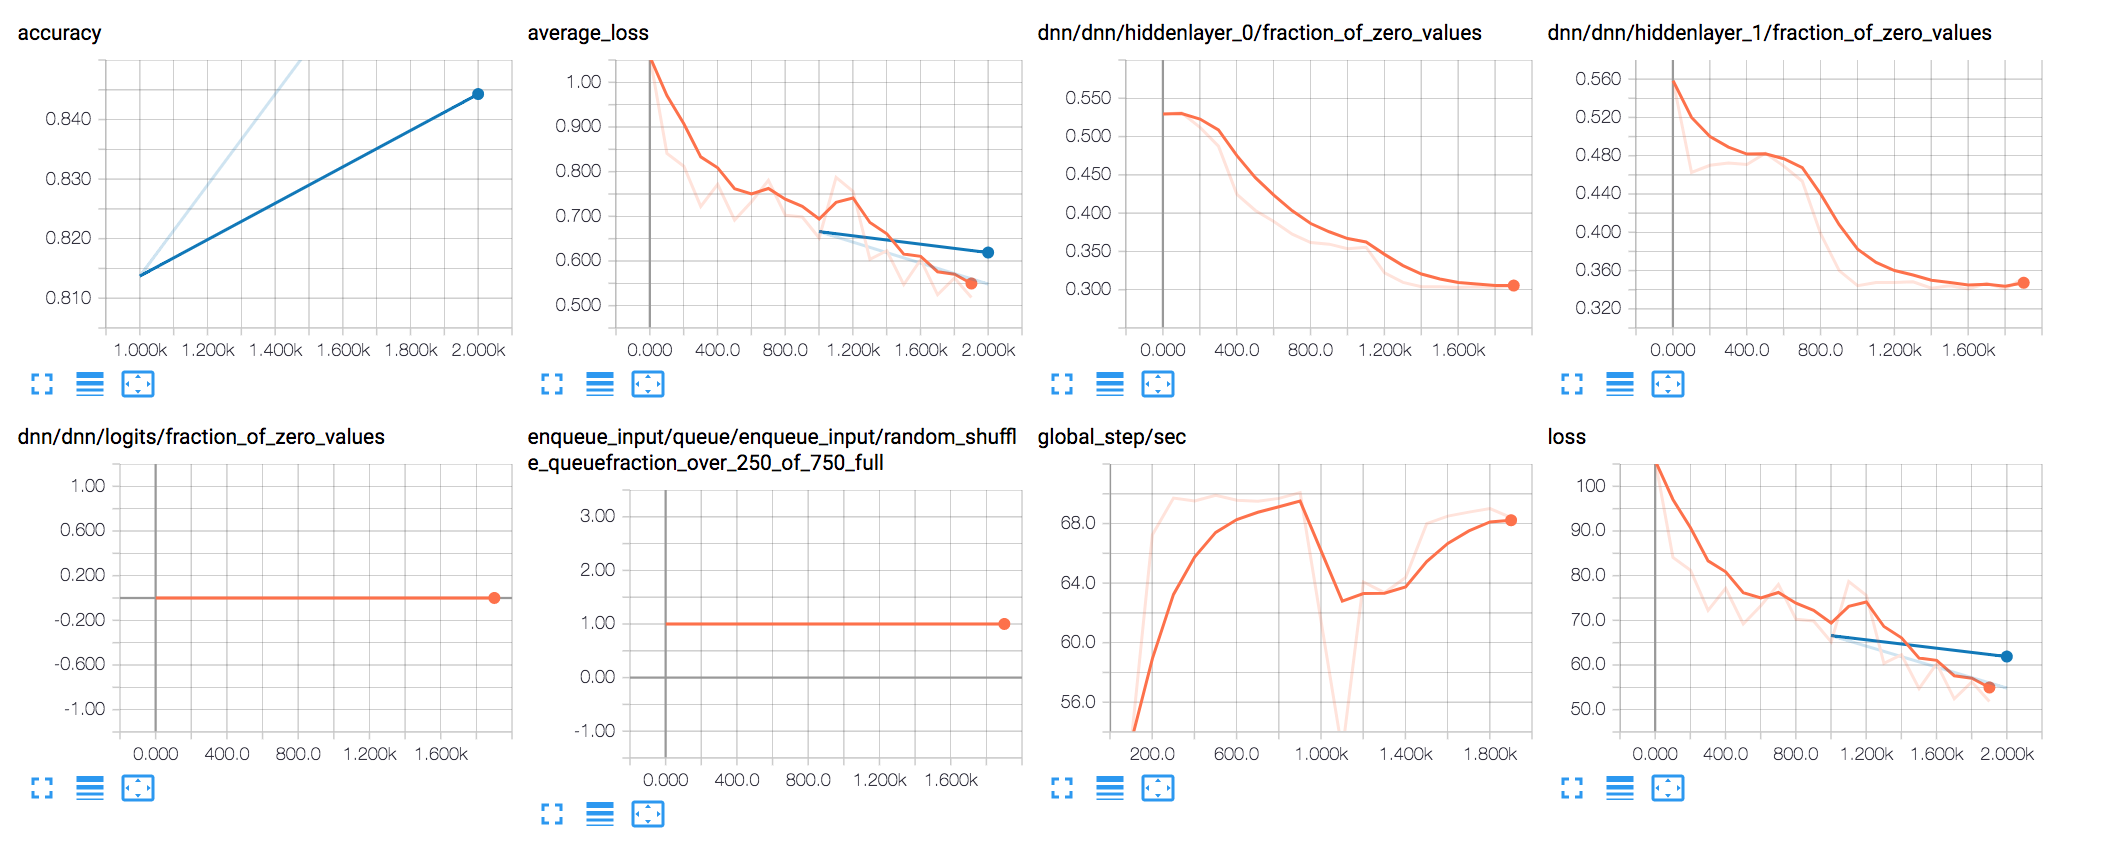 accuracy
0.840
0.830
0.820
0.810
1.000k 1.200k 1.400k 1.600k 1.800k 2.000k
average_loss
1.00
0.900
0.800
0.700
0.600
0.500
0.000 400.0 800.0 1.200k 1.600k 2.000k
dnn/dnn/hiddenlayer_0/fraction_of_zero_values
0.550
0.500
0.450
0.400
0.350
0.300
0.000 400.0 800.0 1.200k 1.600k
dnn/dnn/hiddenlayer_1/fraction_of_zero_values
0.560
0.520
0.480
0.440
0.400
0.360
0.320
0.000 400.0 800.0 1.200k 1.600k
dnn/dnn/logits/fraction_of_zero_values
1.00
0.600
0.200
-0.200
-0.600
-1.00
0.000 400.0 800.0 1.200k 1.600k
enqueue_input/queue/enqueue_input/random_shuffl
e_queuefraction_over_250_of_750_full
3.00
2.00
1.00
0.00
-1.00
0.000 400.0 800.0 1.200k 1.600k
global_step/sec
68.0
64.0
60.0
56.0
200.0 600.0 1.000k 1.400k 1.800k
loss
100
90.0
80.0
70.0
60.0
50.0
0.000 400.0 800.0 1.200k 1.600k 2.000k